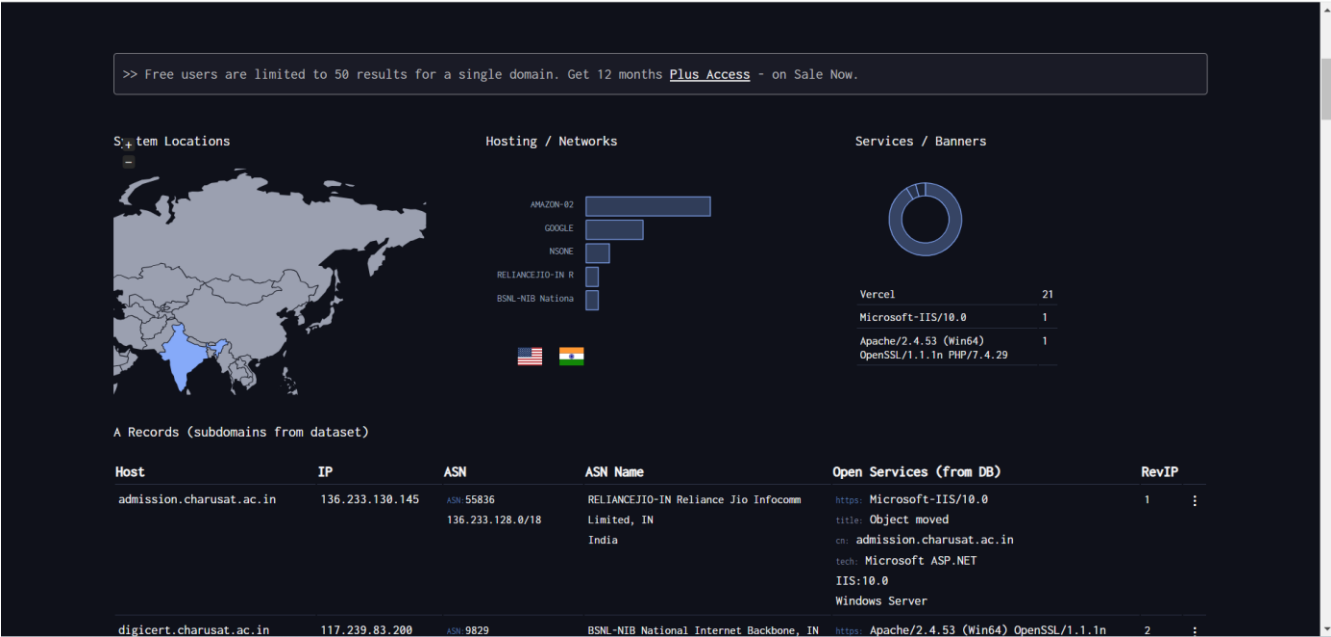 >> Free users are limited to 50 results for a single domain. Get 12 months Plus Access - on Sale Now.
tem Locations
+
−
Hosting / Networks
AMAZON-02
GOOGLE
NSONE
RELIANCEJIO-IN R
BSNL-NIB Nationa
Services / Banners
Vercel 21
Microsoft-IIS/10.0 1
Apache/2.4.53 (Win64) 1
OpenSSL/1.1.1n PHP/7.4.29
A Records (subdomains from dataset)
Host IP ASN ASN Name Open Services (from DB) RevIP
admission.charusat.ac.in 136.233.130.145 ASN:55836 RELIANCEJIO-IN Reliance Jio Infocomm https: Microsoft-IIS/10.0 1
136.233.128.0/18 Limited, IN title: Object moved
India cn: admission.charusat.ac.in
tech: Microsoft ASP.NET
IIS:10.0
Windows Server
digicert.charusat.ac.in 117.239.83.200 ASN:9829 BSNL-NIB National Internet Backbone, IN https: Apache/2.4.53 (Win64) OpenSSL/1.1.1n 2